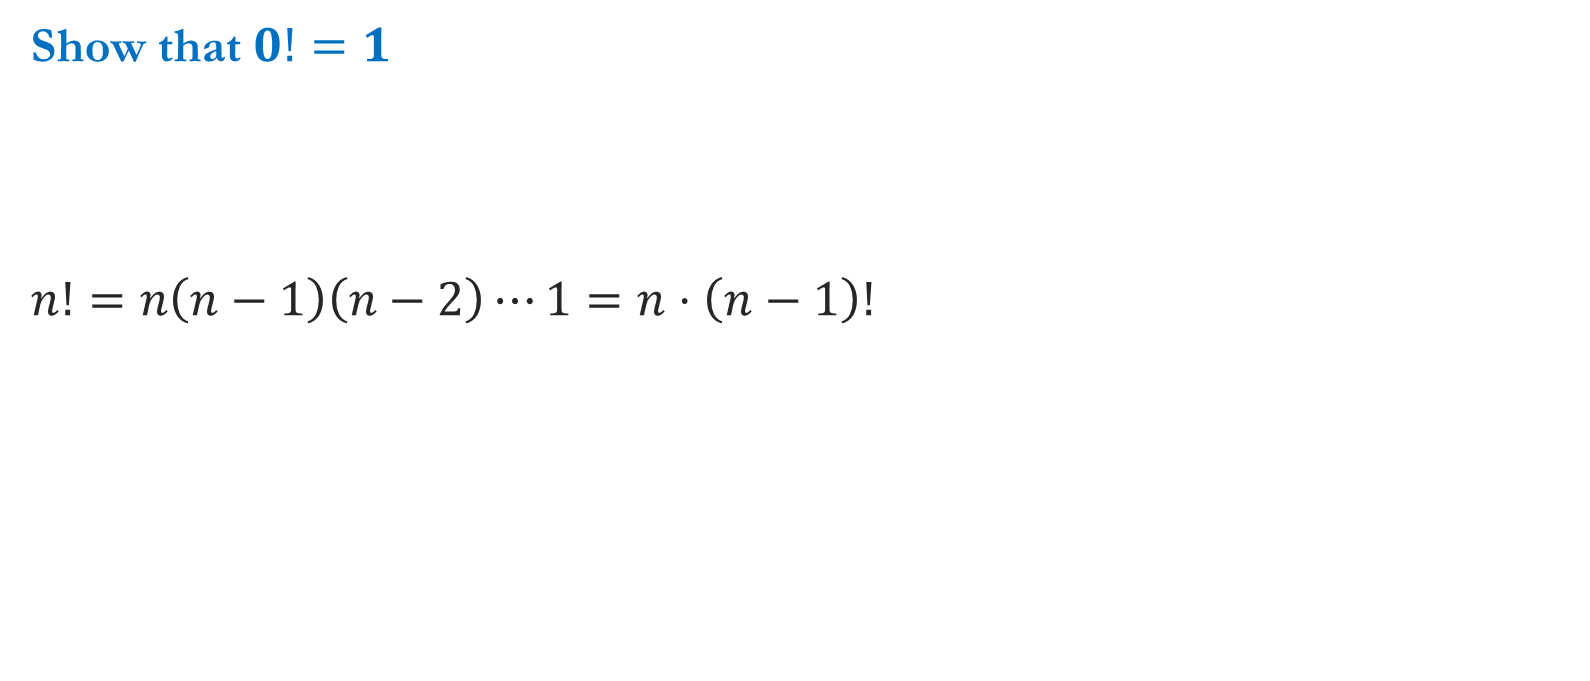 Show that 0! = 1
n! = n(n − 1)(n − 2) ⋯ 1 = n · (n − 1)!